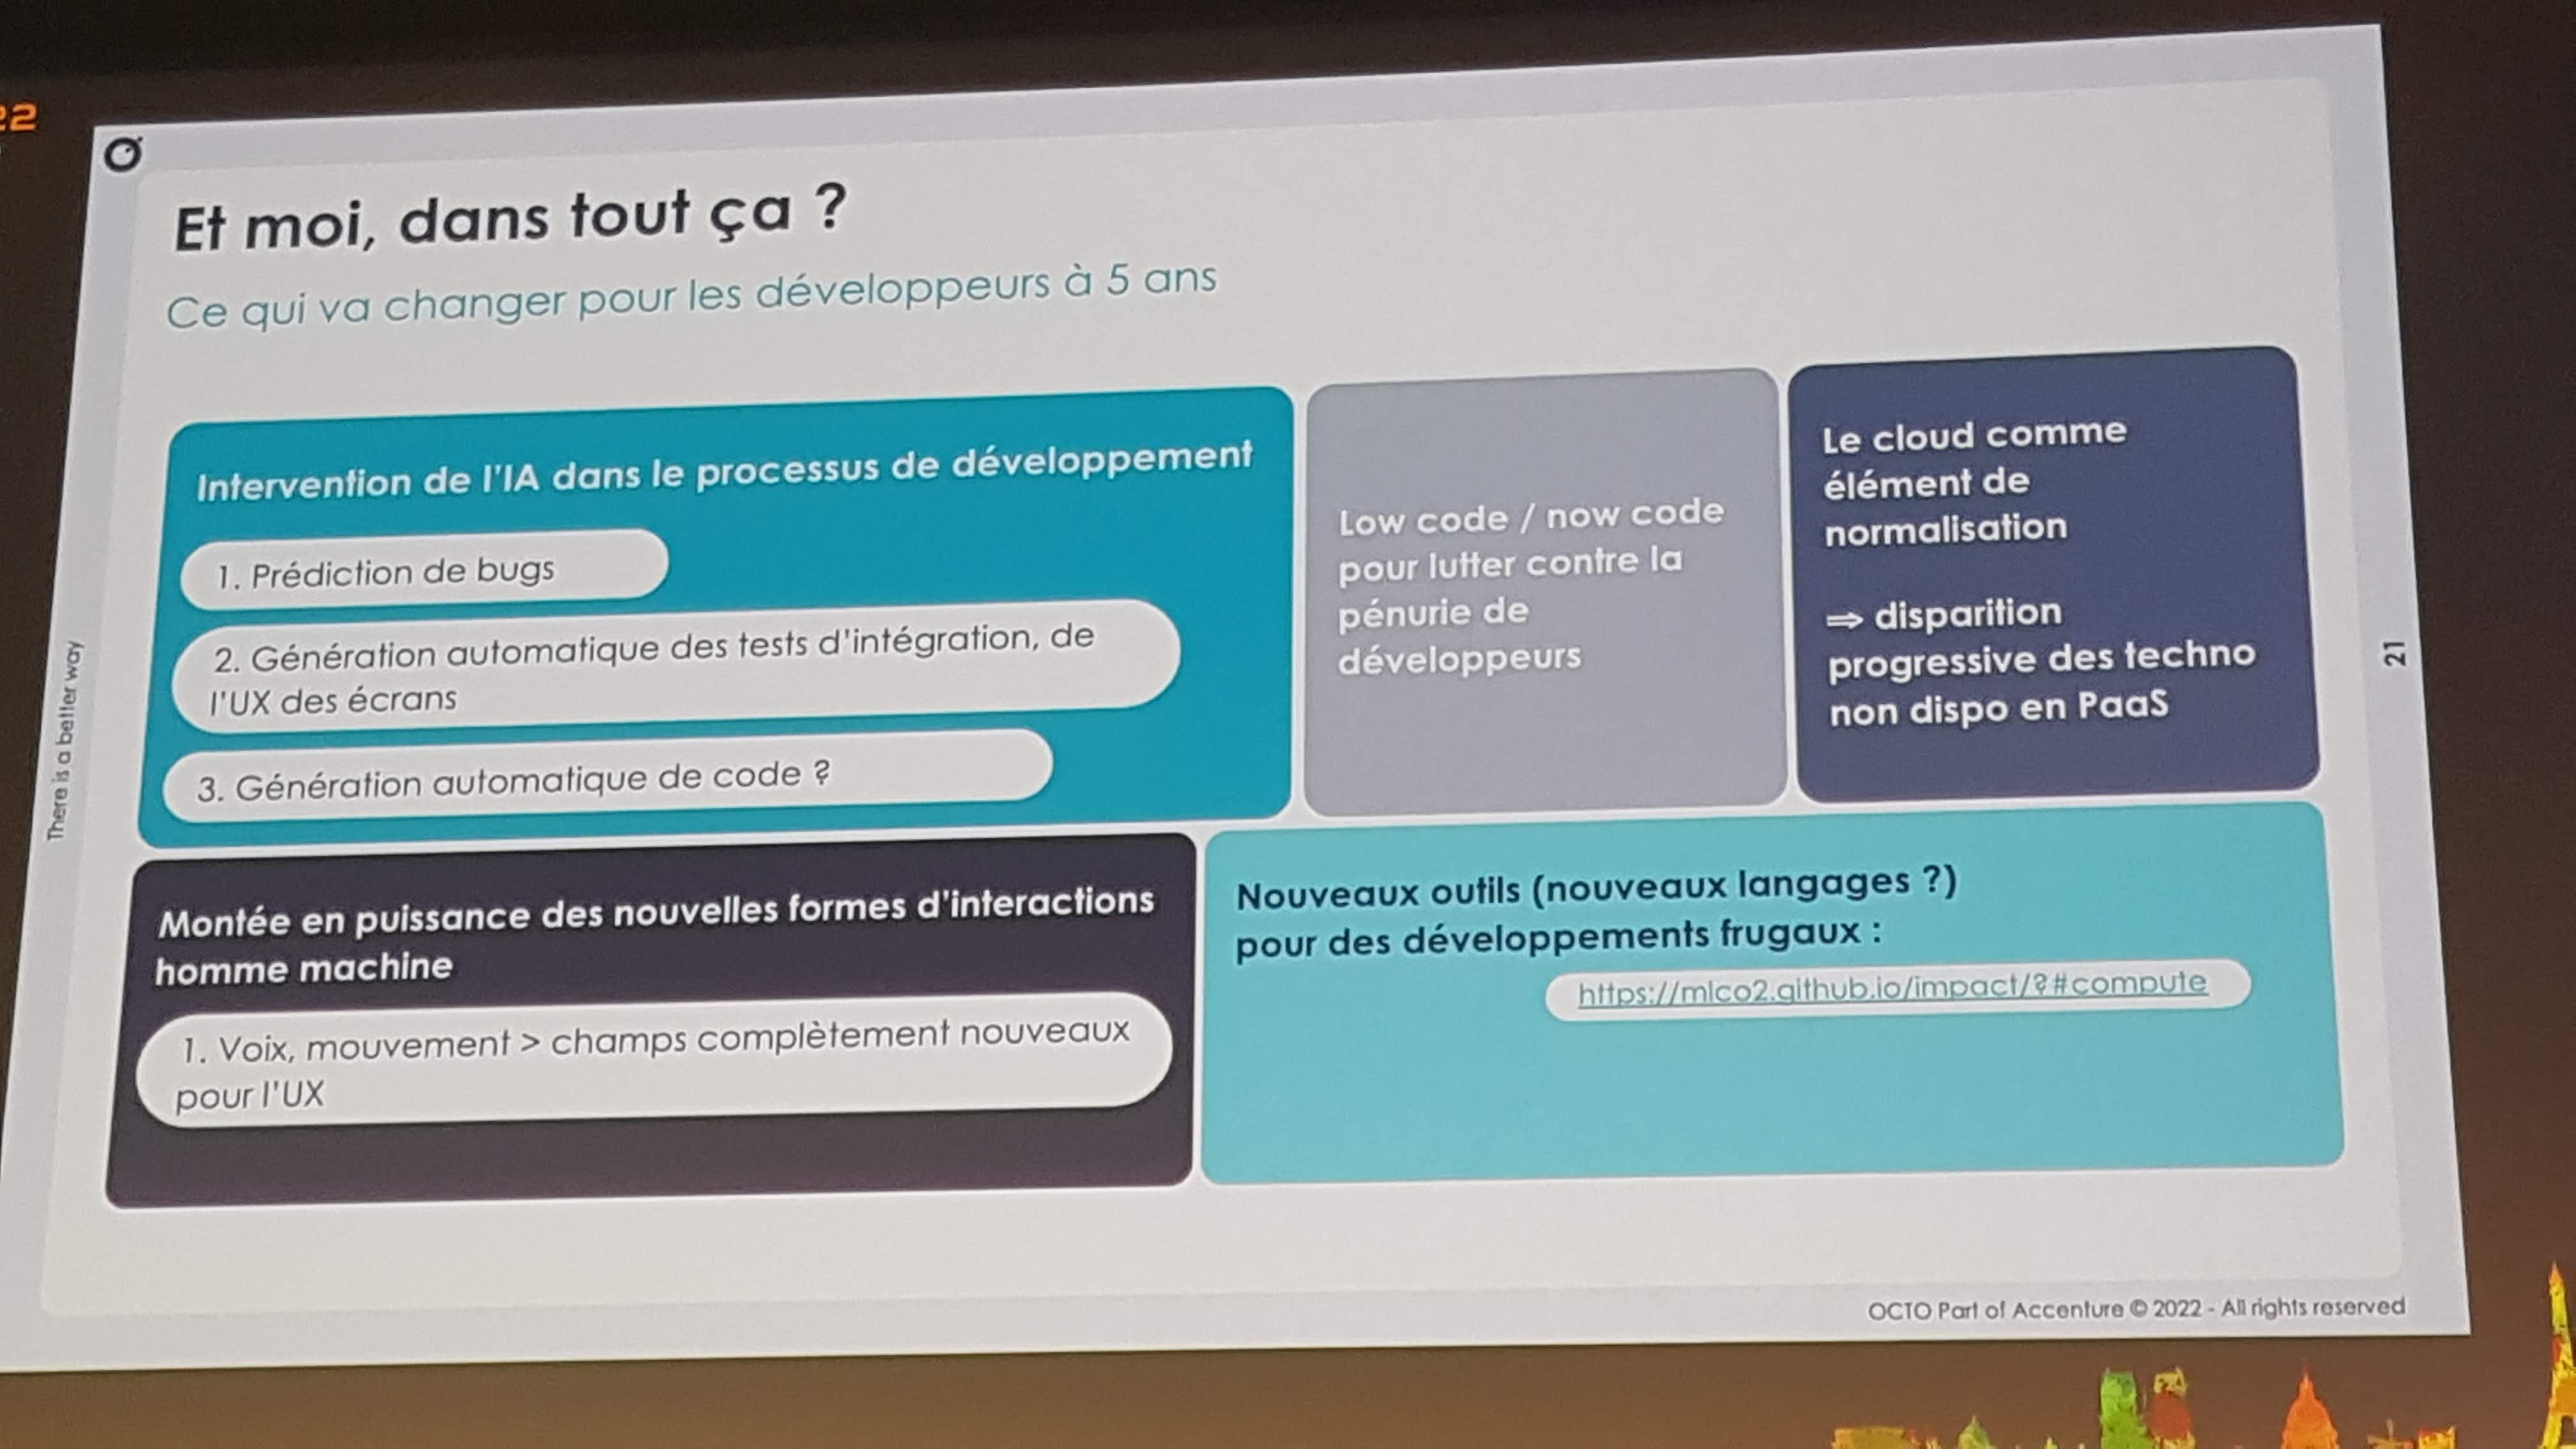 22
Et moi, dans tout ça ?
Ce qui va changer pour les développeurs à 5 ans
Intervention de l'IA dans le processus de développement
1. Prédiction de bugs
2. Génération automatique des tests d'intégration, de
l'UX des écrans
3. Génération automatique de code ?
Low code / now code
pour lutter contre la
pénurie de
développeurs
Le cloud comme
élément de
normalisation
⇒ disparition
progressive des techno
non dispo en PaaS
Montée en puissance des nouvelles formes d'interactions
homme machine
1. Voix, mouvement > champs complètement nouveaux
pour l'UX
Nouveaux outils (nouveaux langages ?)
pour des développements frugaux :
https://mlco2.github.io/impact/?#compute
There is a better way
21
OCTO Part of Accenture © 2022 - All rights reserved